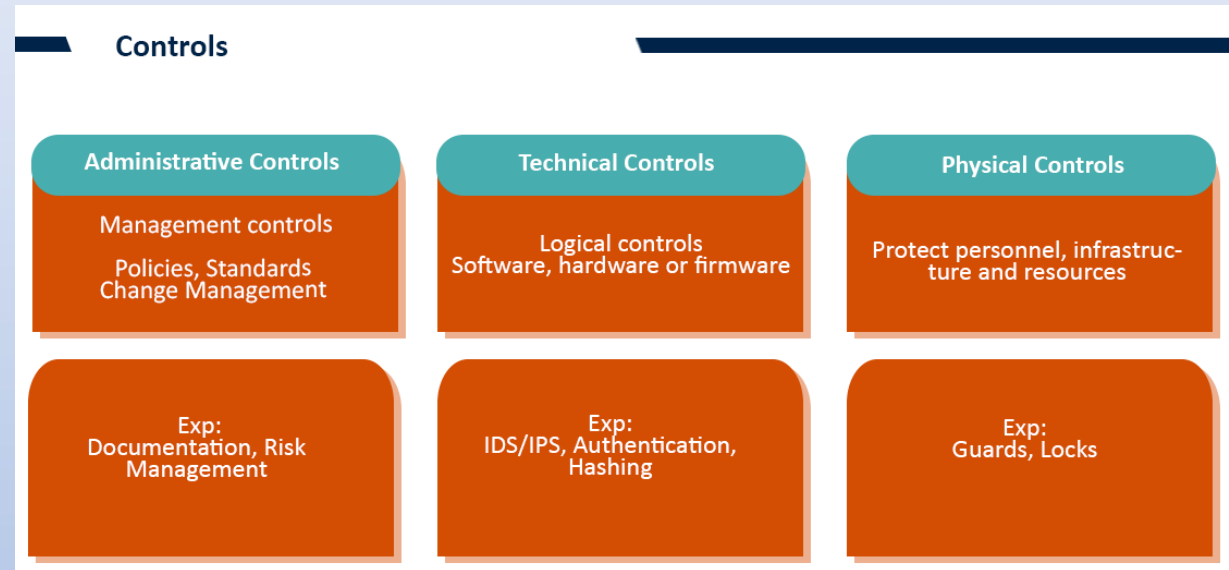 Controls
Administrative Controls
Management controls
Policies, Standards
Change Management
Technical Controls
Logical controls
Software, hardware or firmware
Physical Controls
Protect personnel, infrastruc-
ture and resources
Exp:
Documentation, Risk
Management
Exp:
IDS/IPS, Authentication,
Hashing
Exp:
Guards, Locks